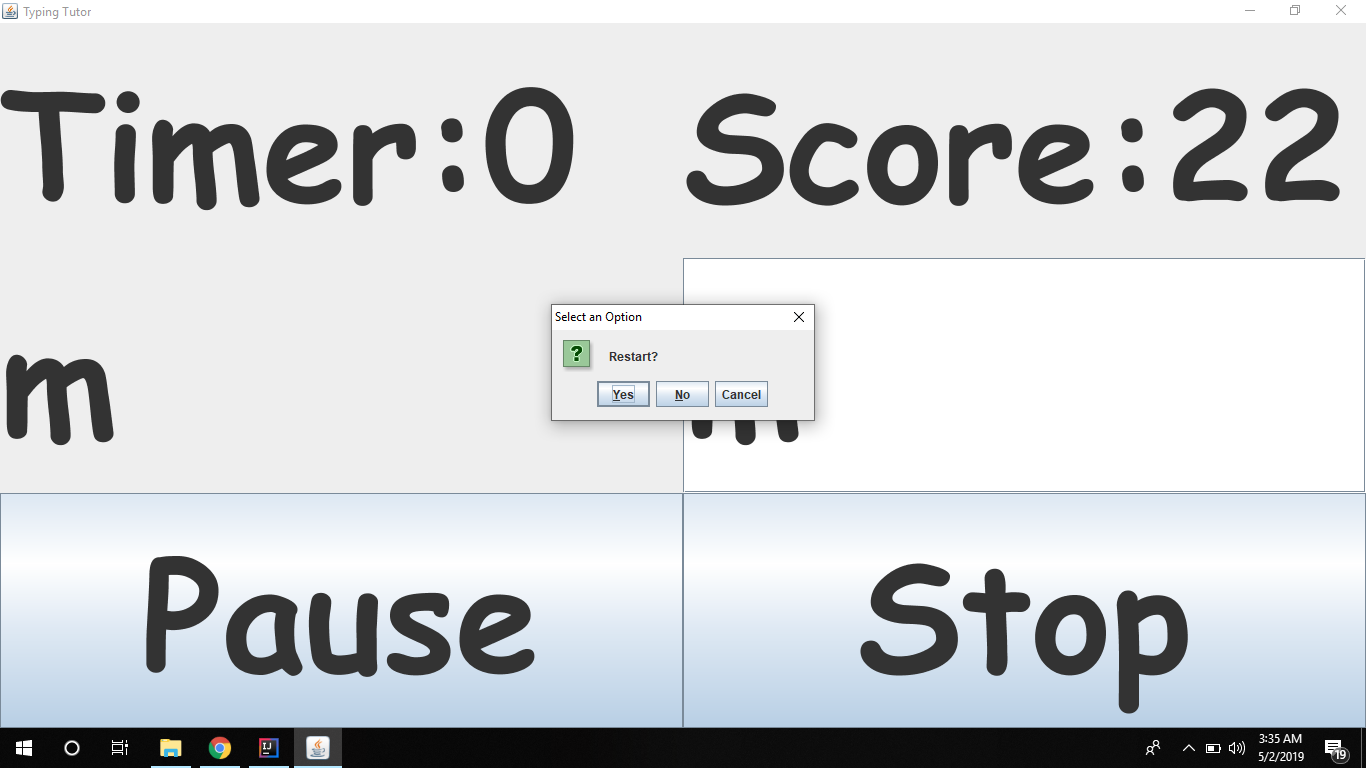 Typing Tutor
Timer:0 Score:22
Select an Option
? Restart?
Yes No Cancel
m m
Pause Stop
IJ
3:35 AM
5/2/2019
19